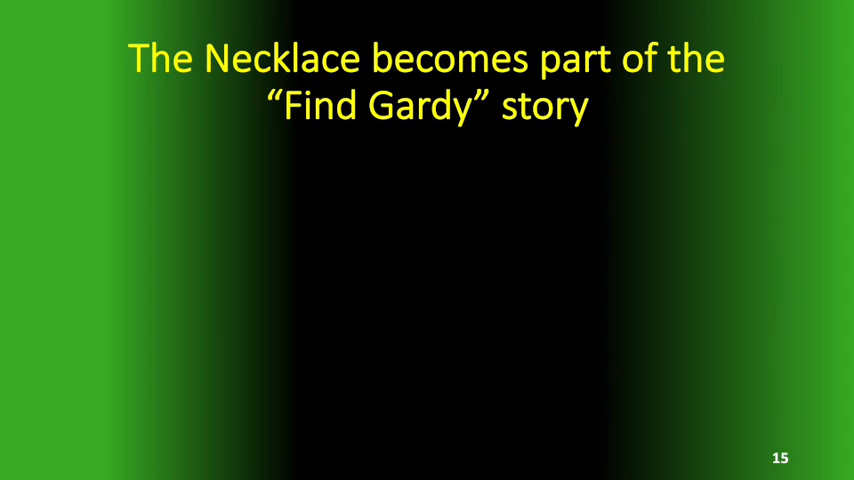 The Necklace becomes part of the
“Find Gardy” story
15